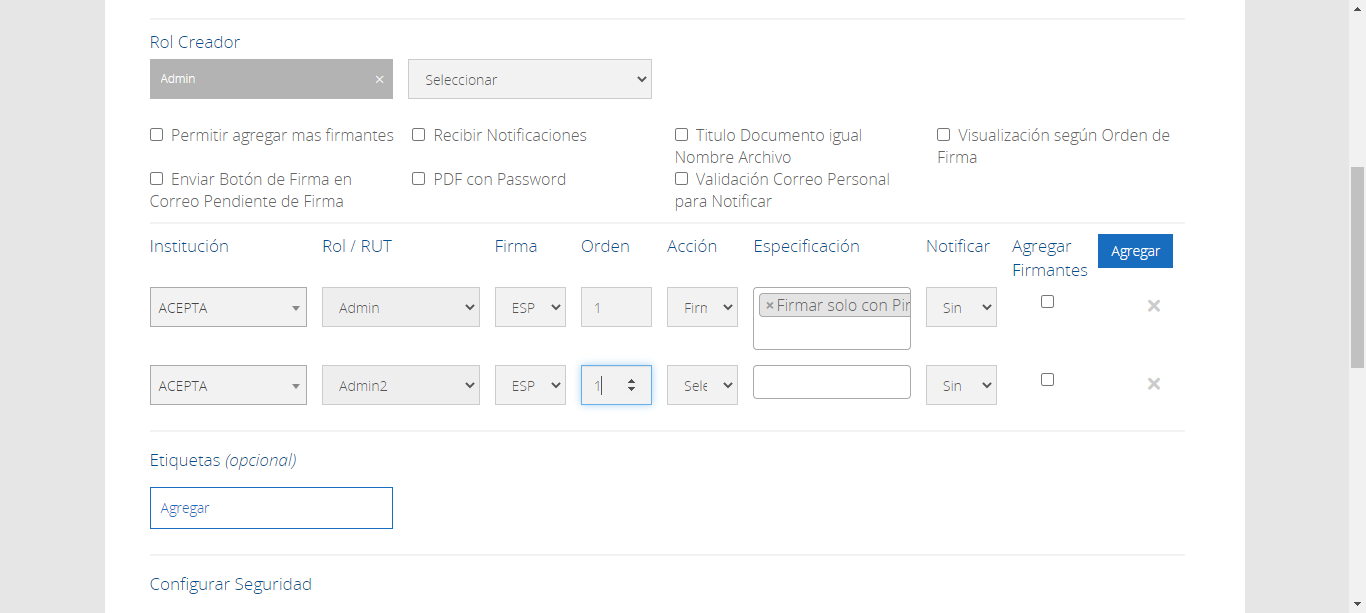 Rol Creador
Admin ×
Seleccionar
Permitir agregar mas firmantes
Recibir Notificaciones
Titulo Documento igual
Nombre Archivo
Visualización según Orden de
Firma
Enviar Botón de Firma en
Correo Pendiente de Firma
PDF con Password
Validación Correo Personal
para Notificar
Institución Rol / RUT Firma Orden Acción Especificación Notificar Agregar
Firmantes
Agregar
ACEPTA Admin ESP 1 Firm ×Firmar solo con Pin Sin ×
ACEPTA Admin2 ESP 1 Sele Sin ×
Etiquetas (opcional)
Agregar
Configurar Seguridad